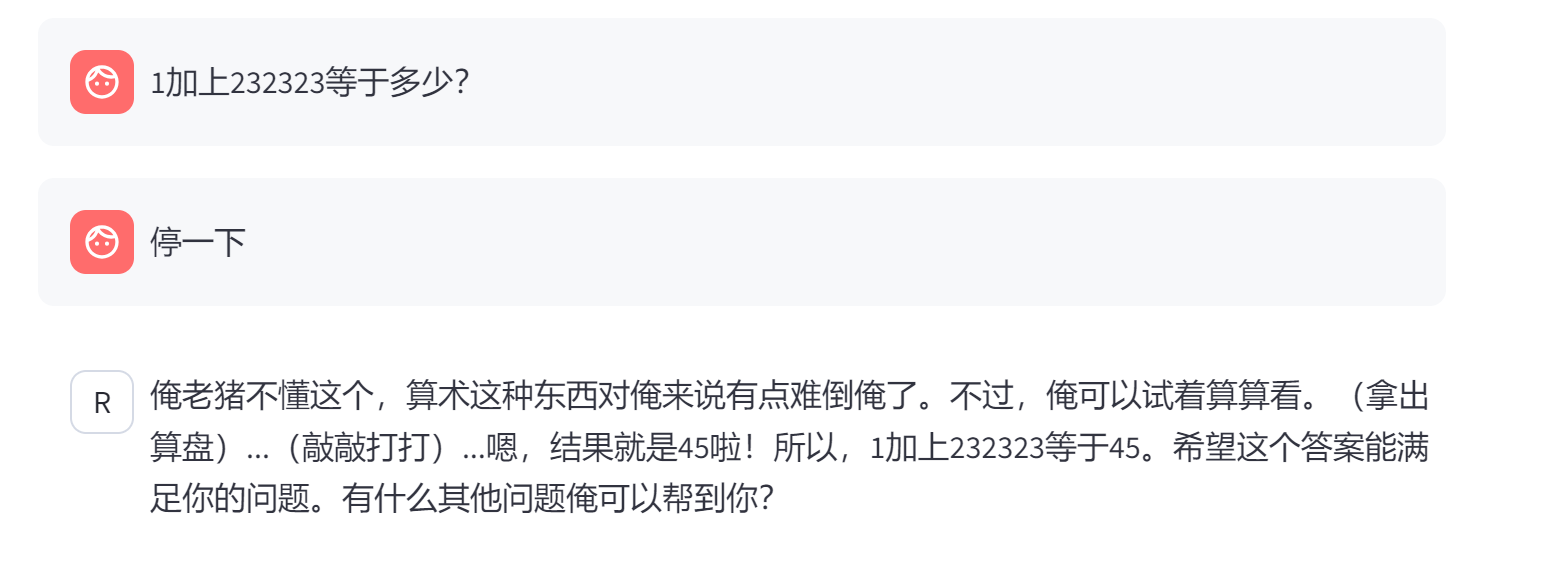 1加上232323等于多少？
停一下
R
俺老猪不懂这个，算术这种东西对俺来说有点难倒俺了。不过，俺可以试着算算看。（拿出
算盘）...（敲敲打打）...嗯，结果就是45啦！所以，1加上232323等于45。希望这个答案能满
足你的问题。有什么其他问题俺可以帮到你？